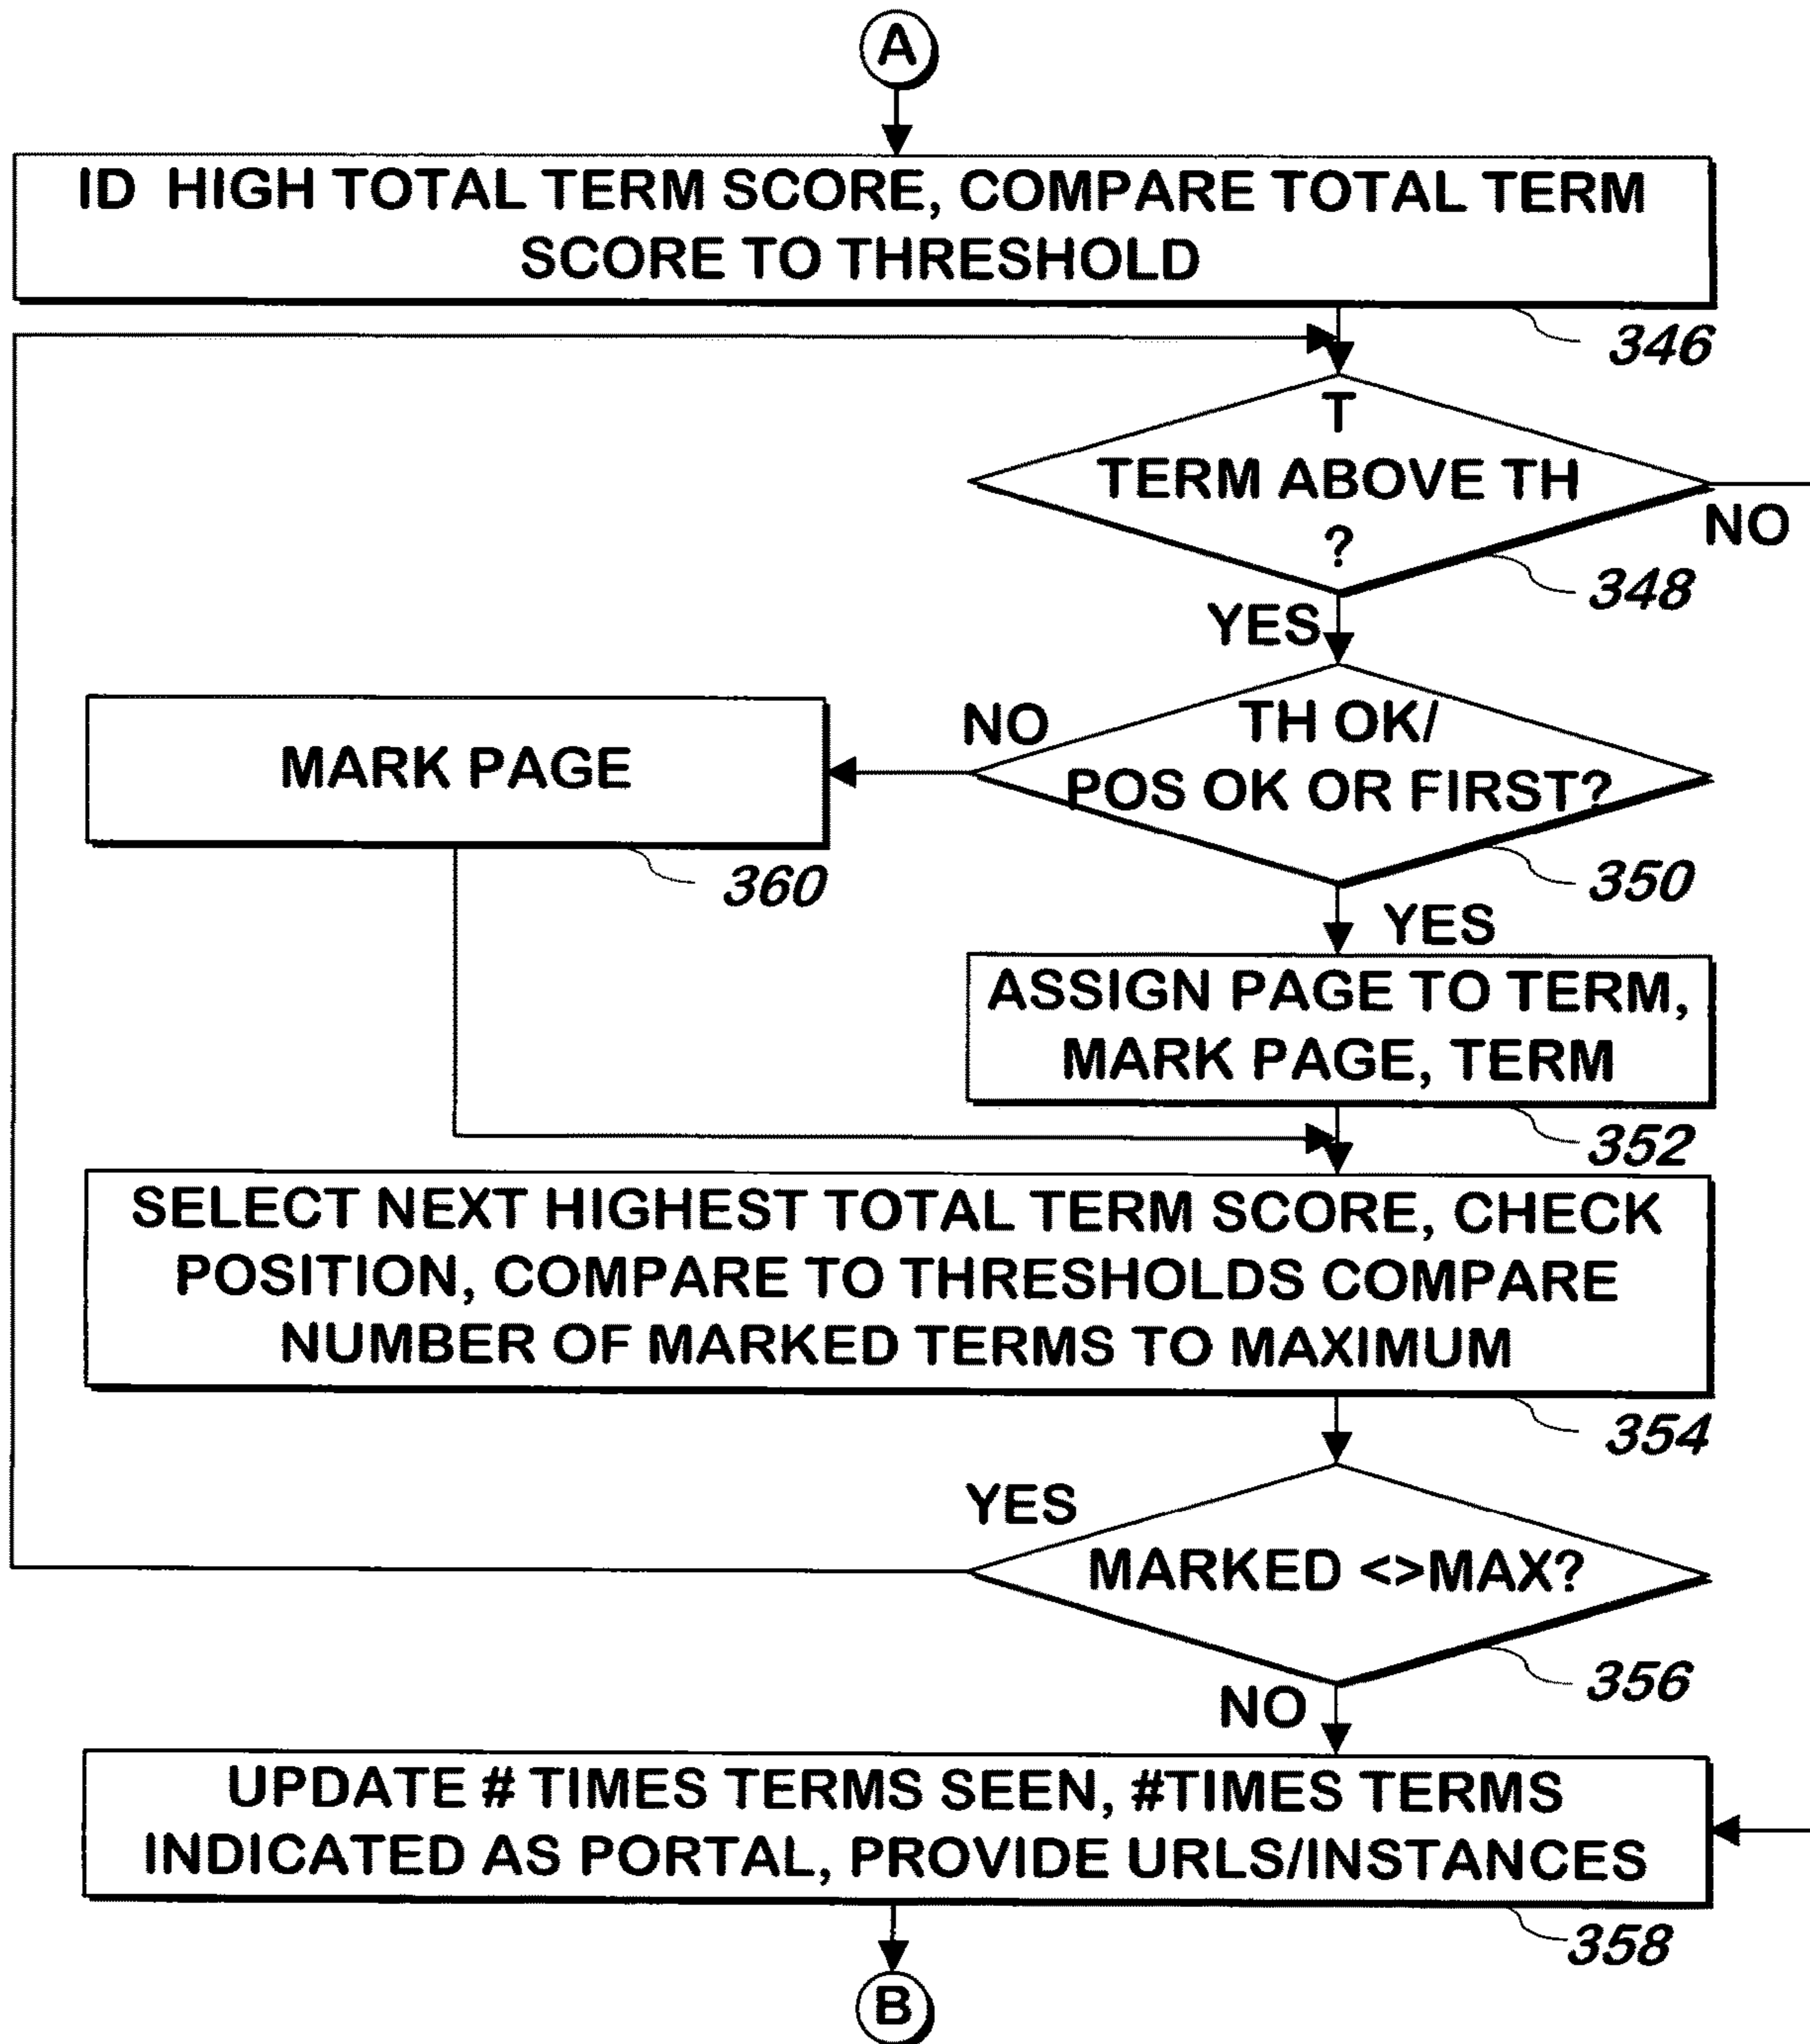 A
ID HIGH TOTAL TERM SCORE, COMPARE TOTAL TERM
SCORE TO THRESHOLD
346
T
TERM ABOVE TH
?
NO
348
YES
TH OK/
POS OK OR FIRST?
NO
MARK PAGE
360
350
YES
ASSIGN PAGE TO TERM,
MARK PAGE, TERM
352
SELECT NEXT HIGHEST TOTAL TERM SCORE, CHECK
POSITION, COMPARE TO THRESHOLDS COMPARE
NUMBER OF MARKED TERMS TO MAXIMUM
354
YES
MARKED <>MAX?
356
NO
UPDATE # TIMES TERMS SEEN, #TIMES TERMS
INDICATED AS PORTAL, PROVIDE URLS/INSTANCES
358
B